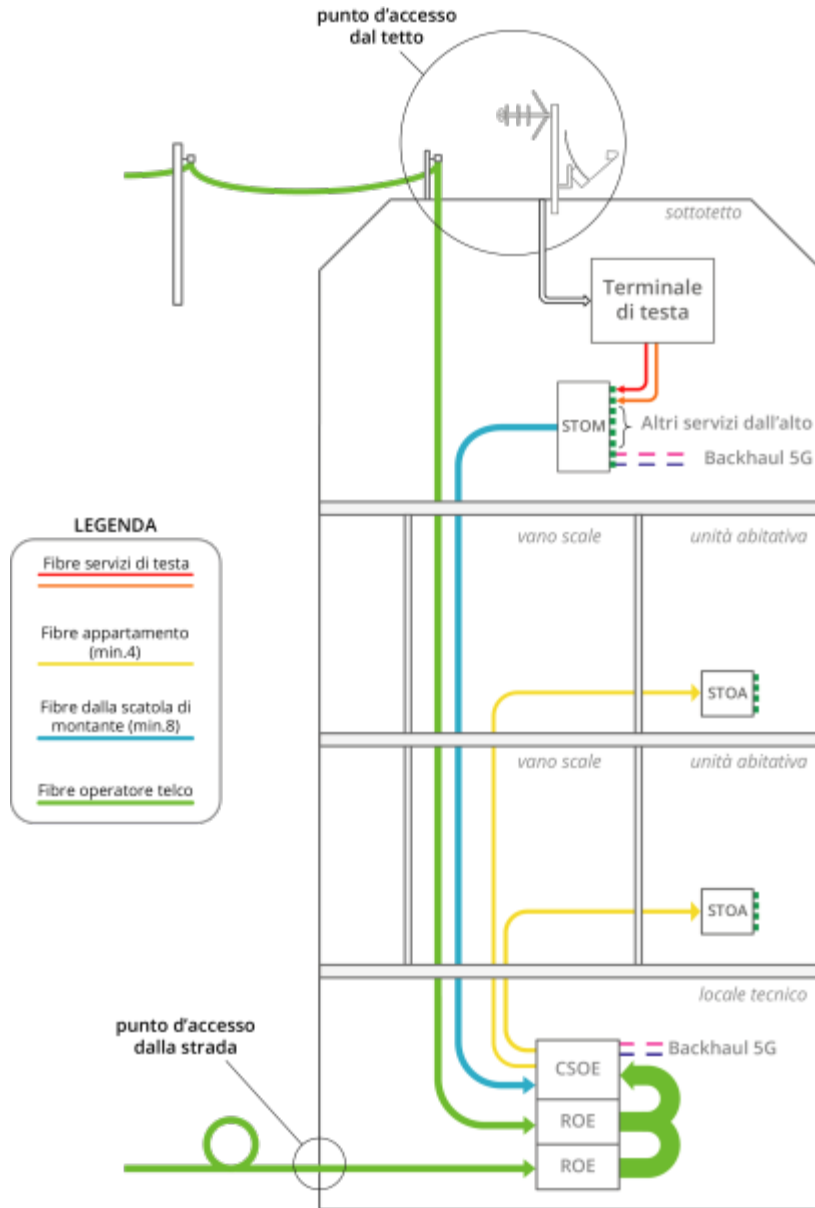 punto d'accesso
dal tetto
sottotetto
Terminale
di testa
STOM
Altri servizi dall'alto
Backhaul 5G
LEGENDA
Fibre servizi di testa
Fibre appartamento
(min.4)
Fibre dalla scatola di
montante (min.8)
Fibre operatore telco
vano scale
unità abitativa
STOA
vano scale
unità abitativa
STOA
locale tecnico
punto d'accesso
dalla strada
Backhaul 5G
CSOE
ROE
ROE